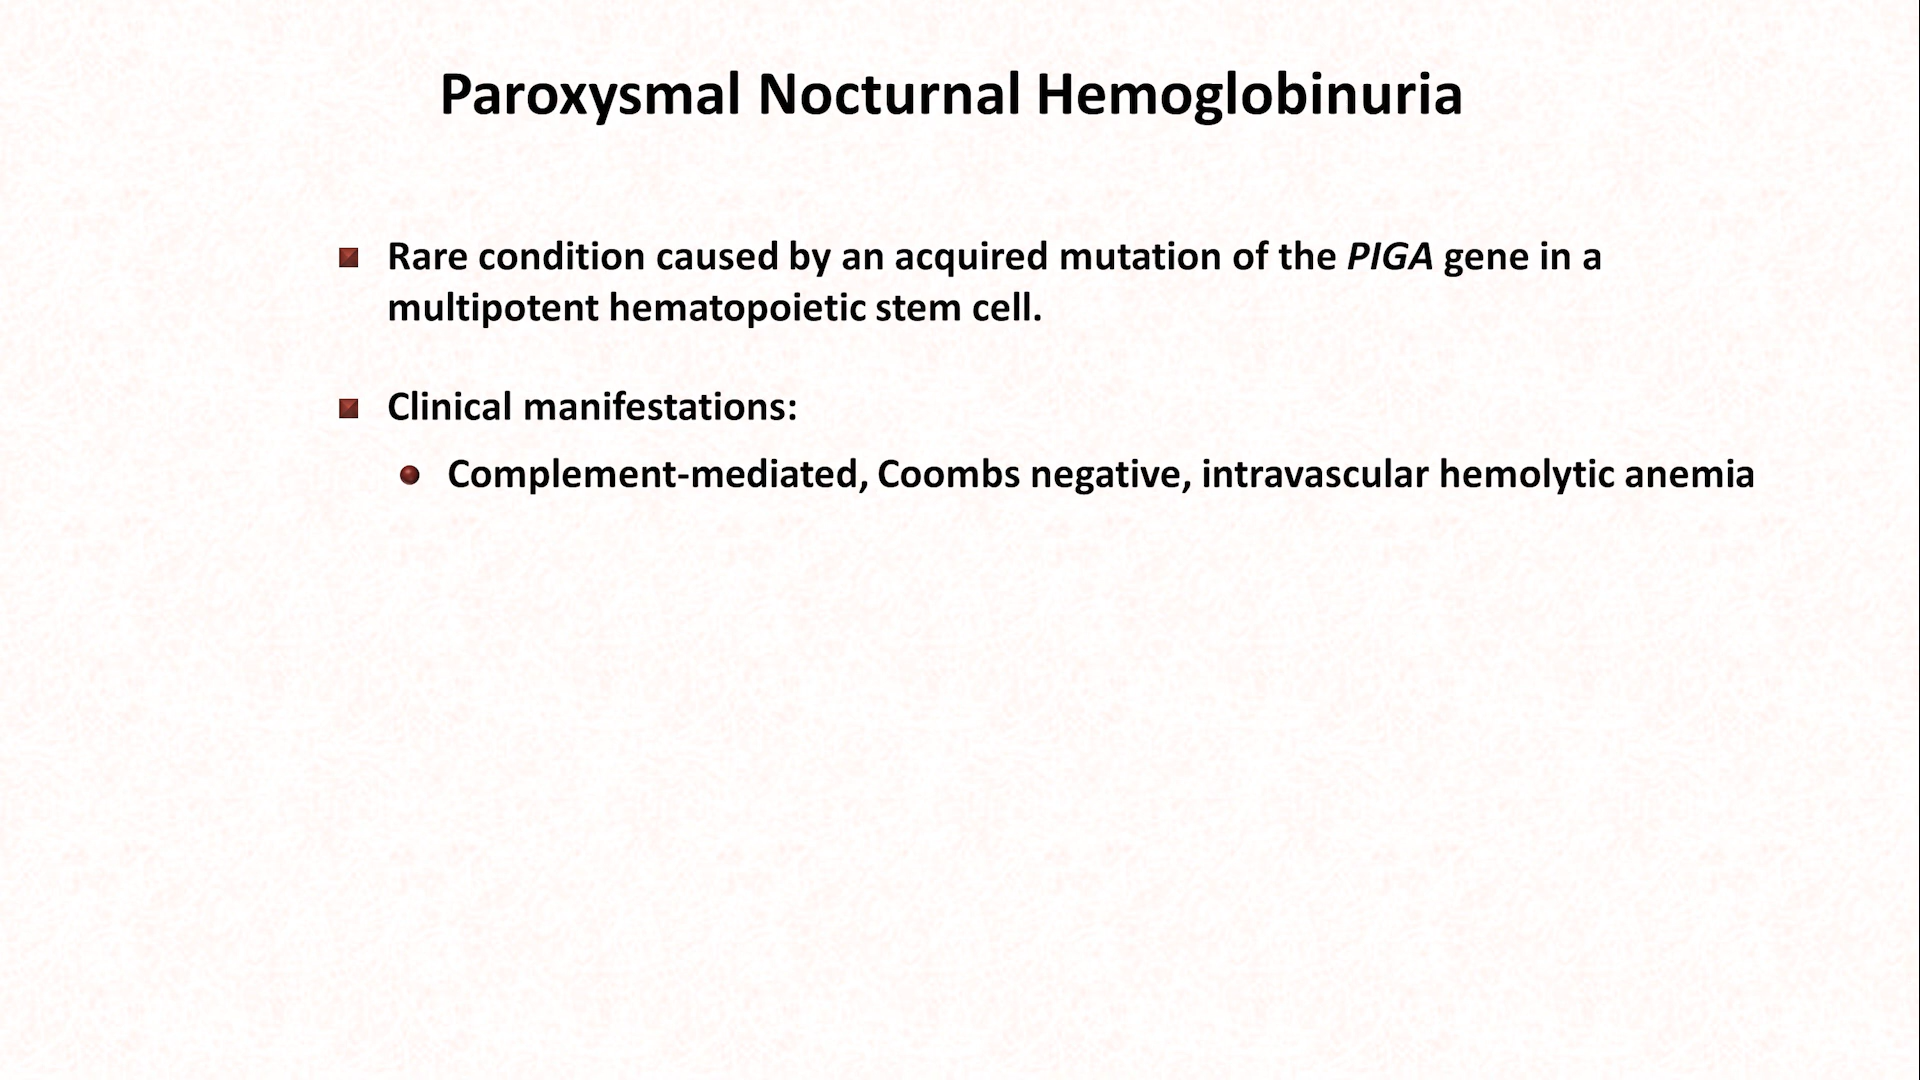 Paroxysmal Nocturnal Hemoglobinuria
Rare condition caused by an acquired mutation of the PIGA gene in a
multipotent hematopoietic stem cell.
Clinical manifestations:
Complement-mediated, Coombs negative, intravascular hemolytic anemia